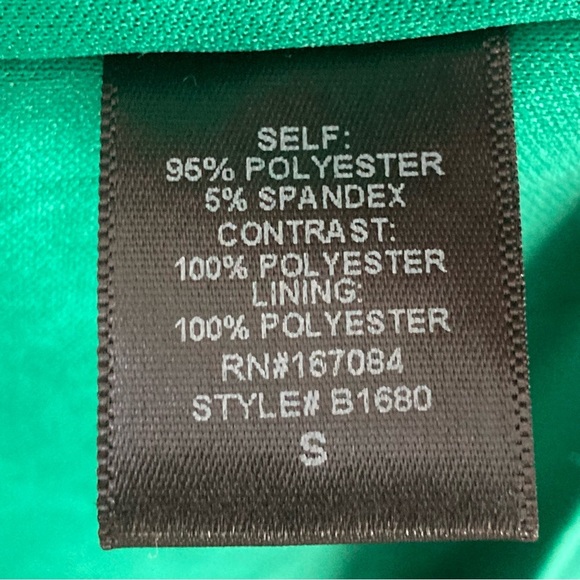 SELF:
95% POLYESTER
5% SPANDEX
CONTRAST:
100% POLYESTER
LINING:
100% POLYESTER
RN#167084
STYLE# B1680
S